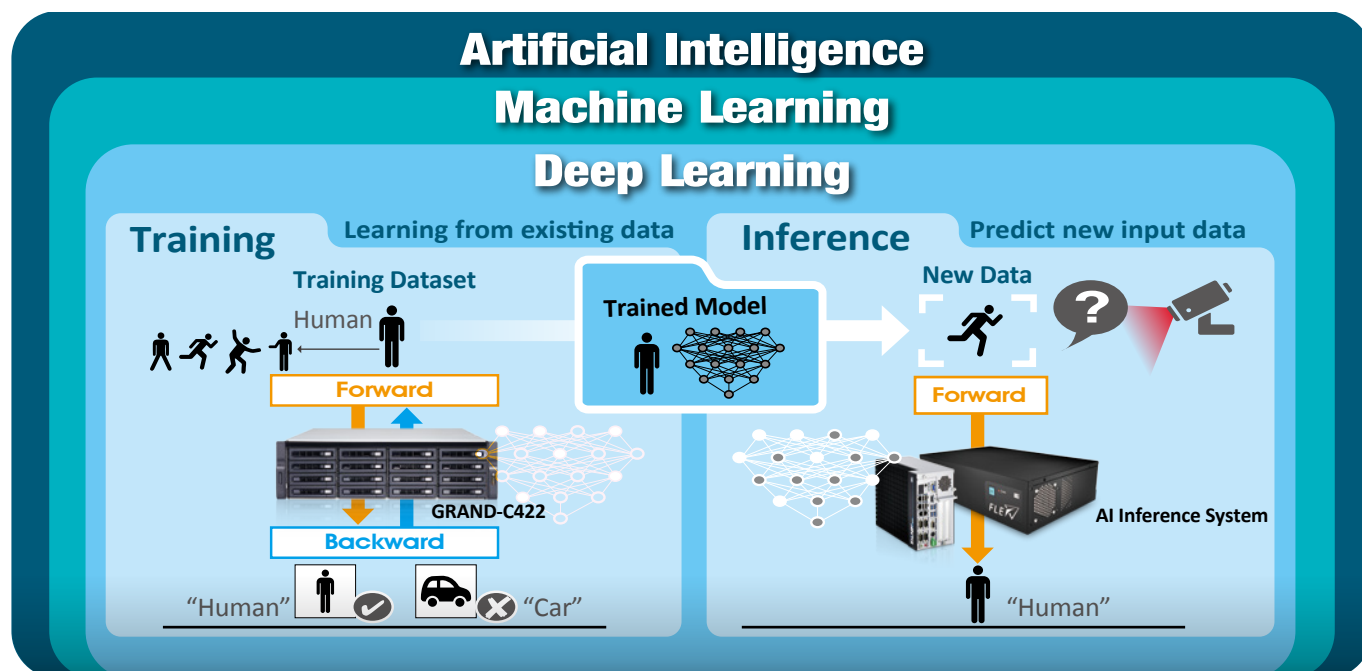 Artificial Intelligence
Machine Learning
Deep Learning
Training
Learning from existing data
Training Dataset
Human
Forward
GRAND-C422
Backward
“Human”
“Car”
Trained Model
Inference
Predict new input data
New Data
?
Forward
FLEX
AI Inference System
“Human”